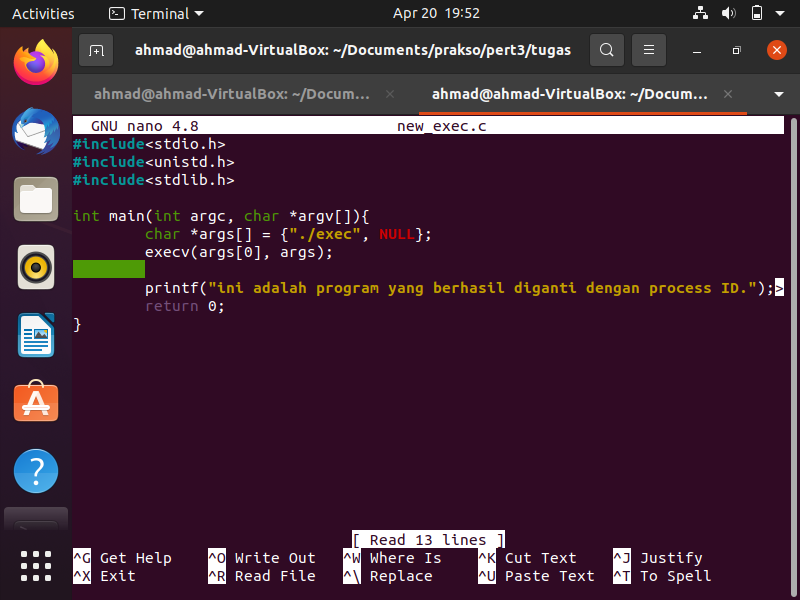 Activities
Terminal
Apr 20 19:52
ahmad@ahmad-VirtualBox: ~/Documents/prakso/pert3/tugas
ahmad@ahmad-VirtualBox: ~/Docum...
ahmad@ahmad-VirtualBox: ~/Docum...
GNU nano 4.8 new_exec.c
#include<stdio.h>
#include<unistd.h>
#include<stdlib.h>
int main(int argc, char *argv[]){
char *args[] = {"./exec", NULL};
execv(args[0], args);
printf("ini adalah program yang berhasil diganti dengan process ID.");>
return 0;
}
[ Read 13 lines ]
^G Get Help ^O Write Out ^W Where Is ^K Cut Text ^J Justify
^X Exit ^R Read File ^\ Replace ^U Paste Text ^T To Spell